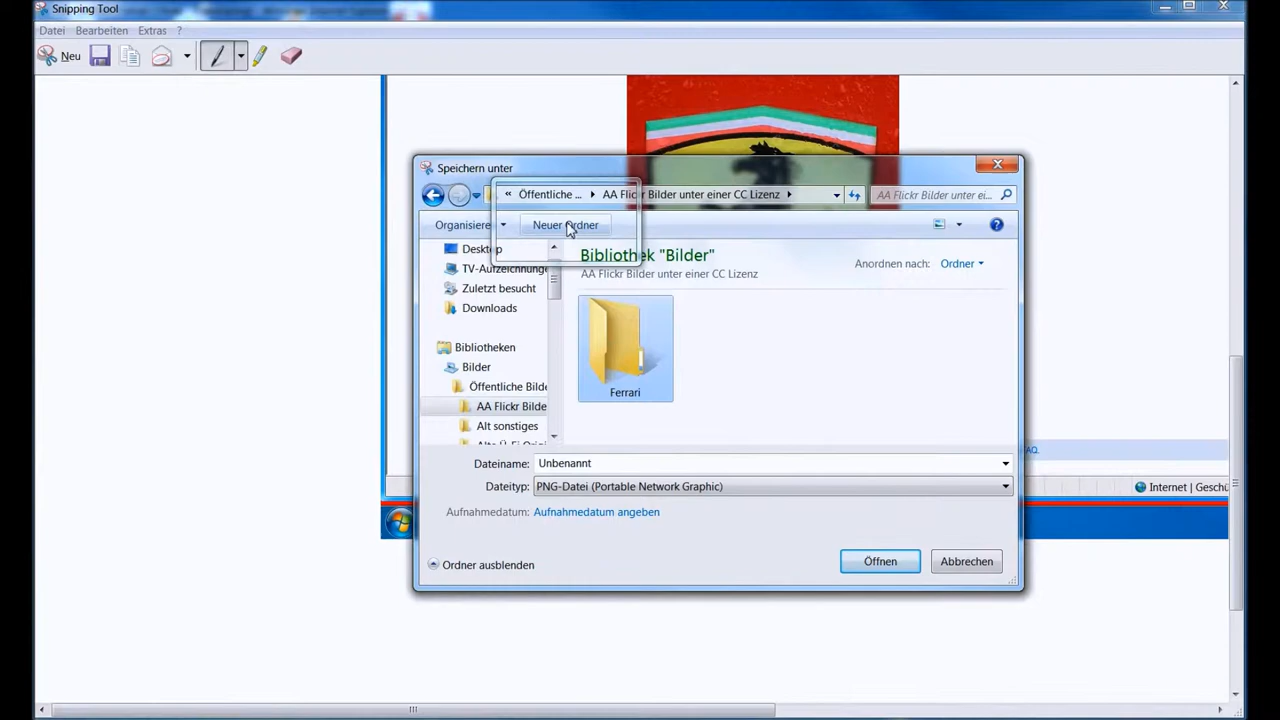 Snipping Tool
Datei Bearbeiten Extras ?
Neu
Speichern unter
« Öffentliche ... AA Flickr Bilder unter einer CC Lizenz AA Flickr Bilder unter ei...
Organisiere Neuer Ordner
Desktop
TV-Aufzeichnunge
Zuletzt besucht
Downloads
Bibliotheken
Bilder
Öffentliche Bilde
AA Flickr Bilde
Alt sonstiges
Bibliothek "Bilder"
AA Flickr Bilder unter einer CC Lizenz
Anordnen nach: Ordner
Ferrari
AQ.
Dateiname: Unbenannt
Dateityp: PNG-Datei (Portable Network Graphic)
Aufnahmedatum: Aufnahmedatum angeben
Internet | Geschü
Ordner ausblenden
Öffnen Abbrechen